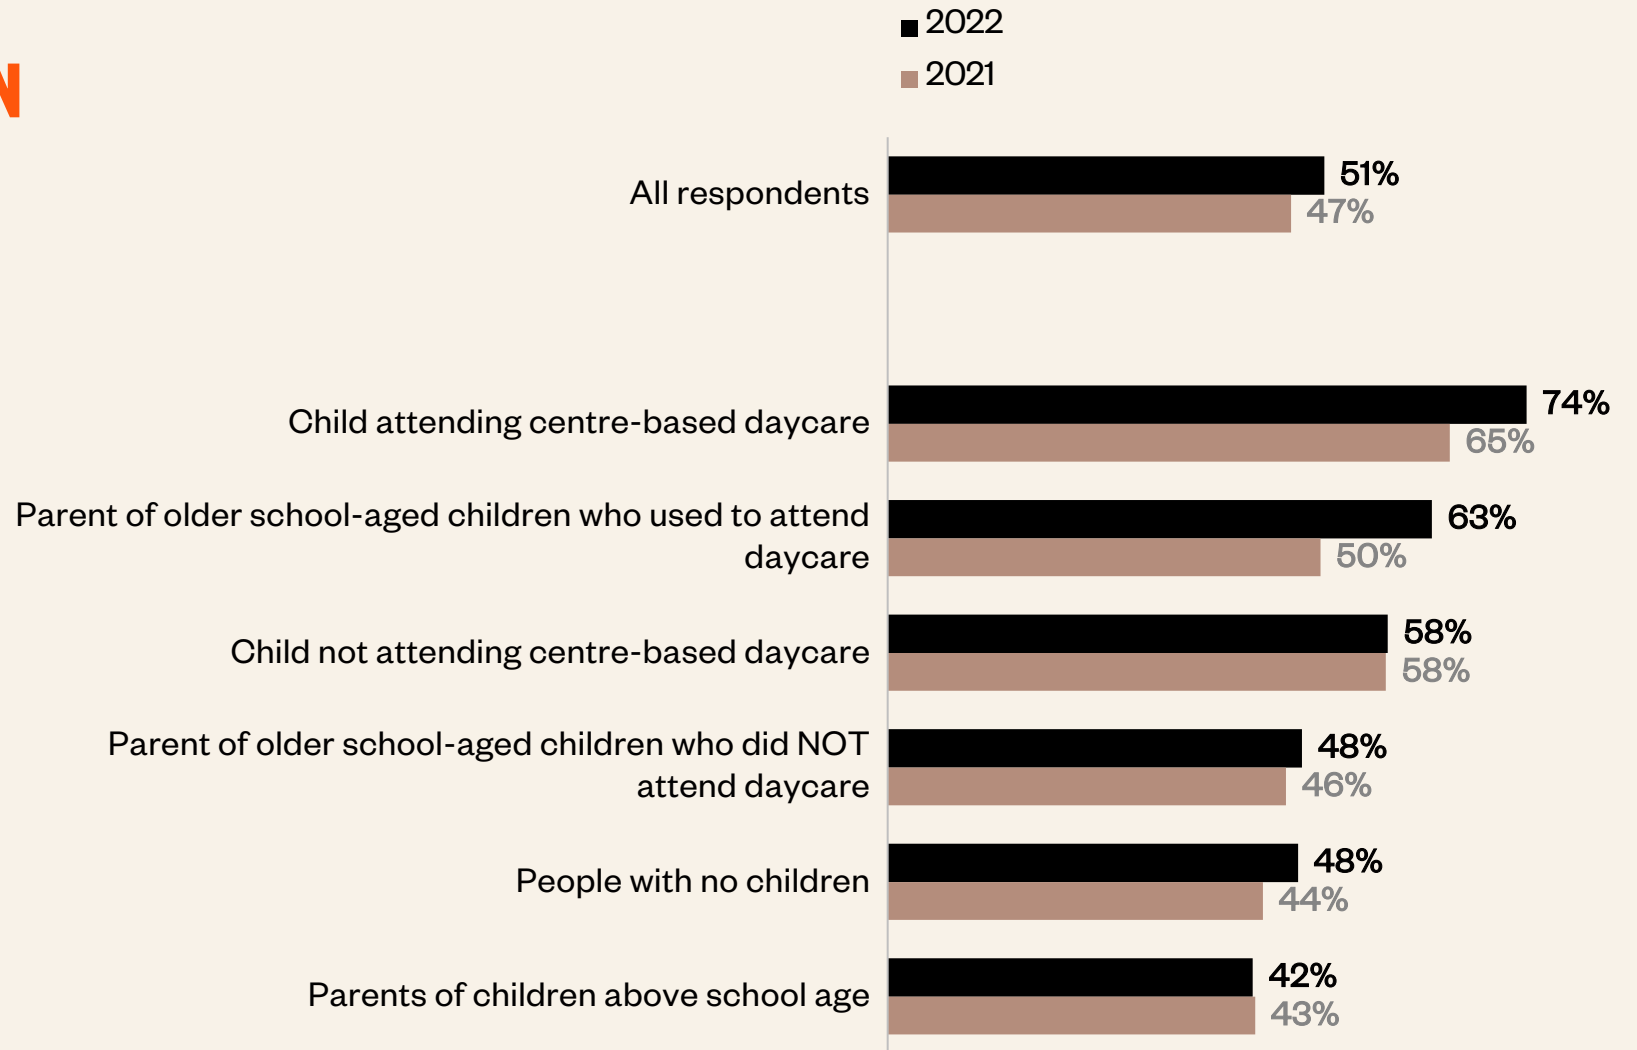 N
2022
2021
All respondents
51%
47%
Child attending centre-based daycare
74%
65%
Parent of older school-aged children who used to attend
daycare
63%
50%
Child not attending centre-based daycare
58%
58%
Parent of older school-aged children who did NOT
attend daycare
48%
46%
People with no children
48%
44%
Parents of children above school age
42%
43%